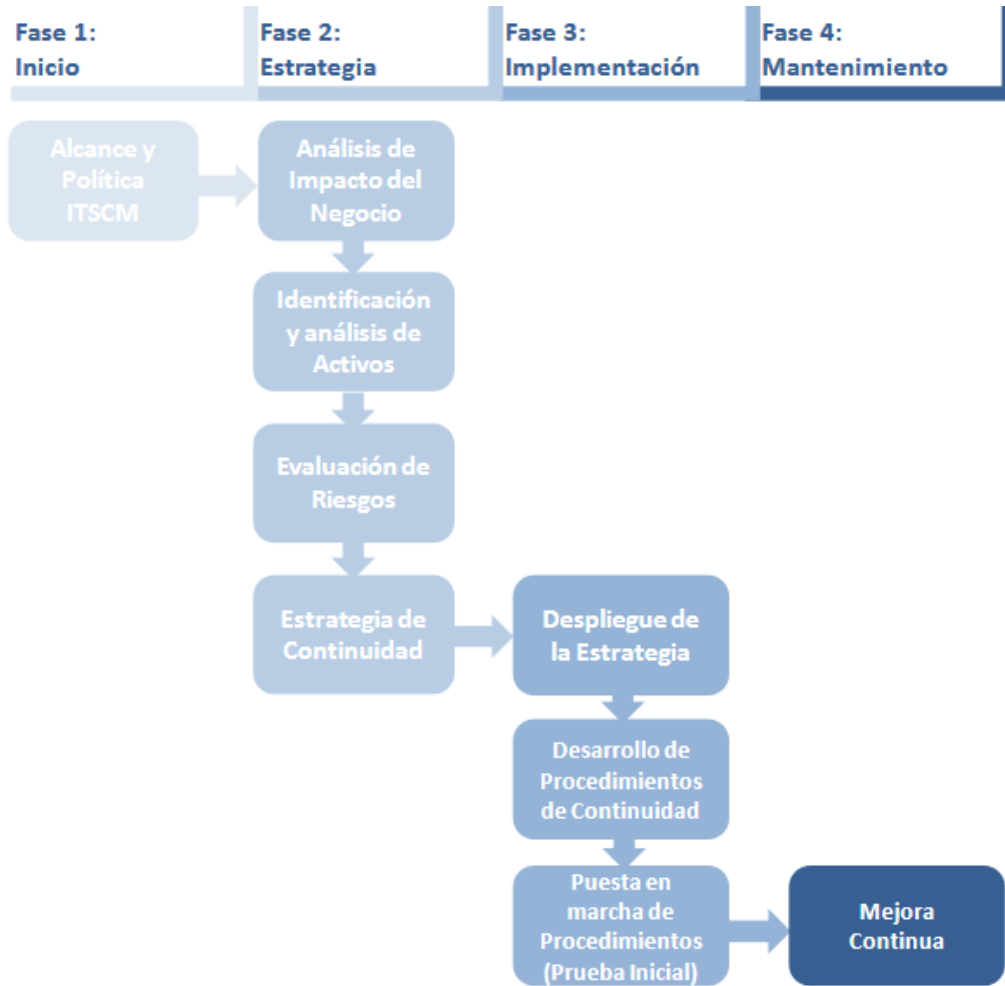 Fase 1:
Inicio
Fase 2:
Estrategia
Fase 3:
Implementación
Fase 4:
Mantenimiento
Alcance y
Política
ITSCM
Análisis de
Impacto del
Negocio
Identificación
y análisis de
Activos
Evaluación de
Riesgos
Estrategia de
Continuidad
Despliegue de
la Estrategia
Desarrollo de
Procedimientos
de Continuidad
Puesta en
marcha de
Procedimientos
(Prueba Inicial)
Mejora
Continua